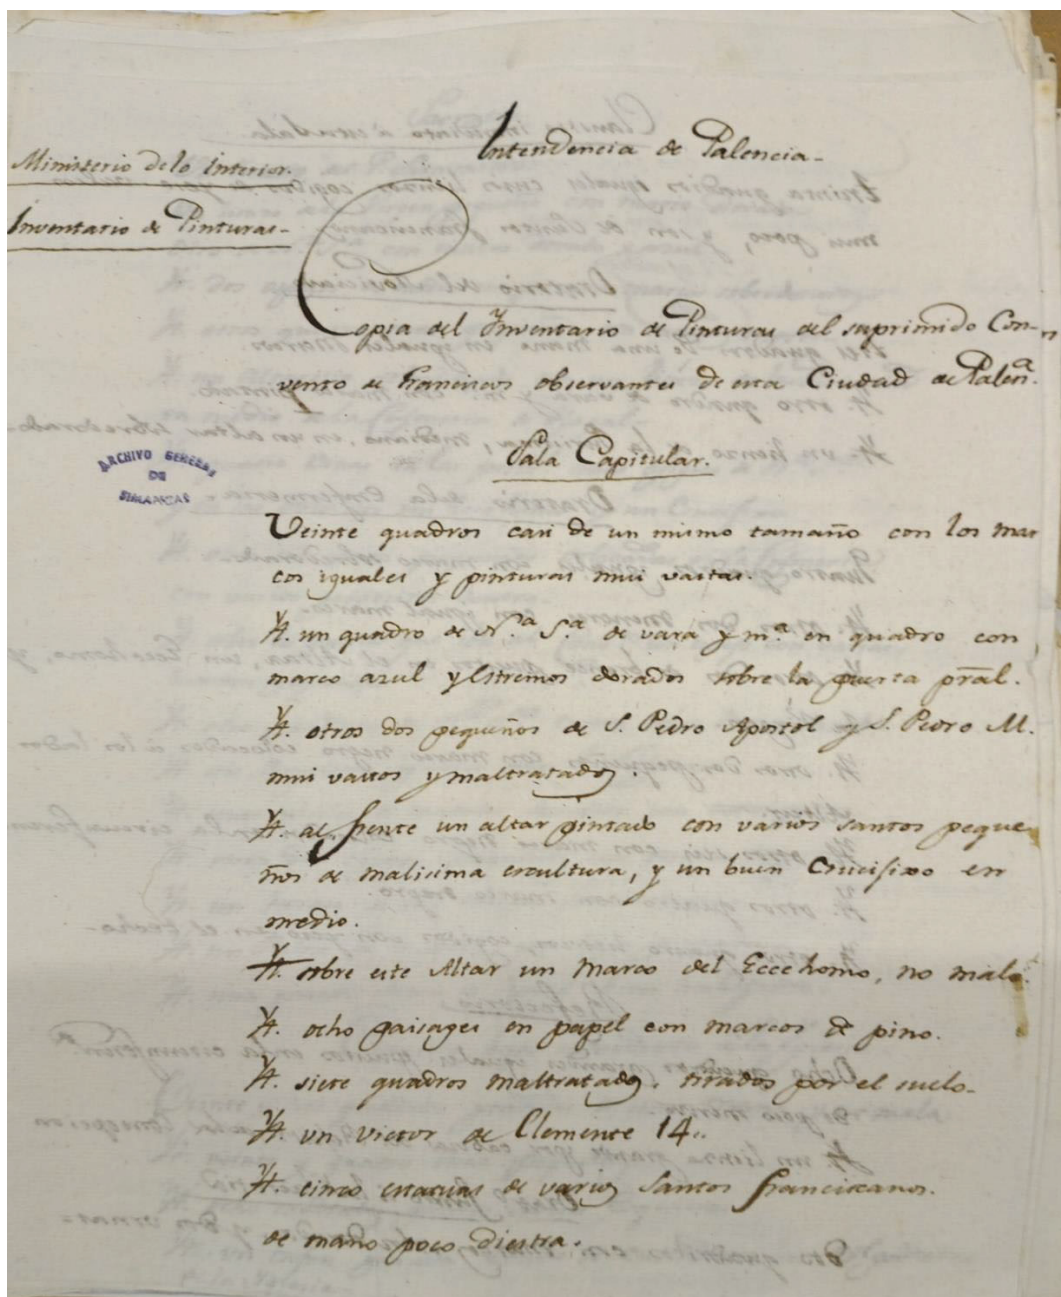 Intendencia de Palencia.
Ministerio de lo Interior.
Inventario de Pinturas.
Copia del Ynventario de Pinturas del suprimido Con-
vento de Franciscos observantes de esta Ciudad de Palenª.
Sala Capitular.
ARCHIVO GENERAL
DE
SIMANCAS
Veinte quadros casi de un mismo tamaño con los mar
cos iguales y pinturas mui vastas.
Yt. un quadro de N.ª S.ª de vara y mª en quadro con
marco azul y Estremos dorados sobre la puerta pral.
Yt. otros dos pequeños de S. Pedro Apostol y S. Pedro M.
mui vastos y maltratados.
Yt. al frente un altar pintado con varios santos peque
ños de malisima escultura, y un buen Crucifixo en
medio.
Yt. sobre este Altar un marco del Ecce homo, no malo.
Yt. ocho paisages en papel con marcos de pino.
Yt. siete quadros maltratados, tirados por el suelo.
Yt. un victor de Clemente 14..
Yt. cinco estatuas de varios Santos Franciscanos.
de mano poco diestra.